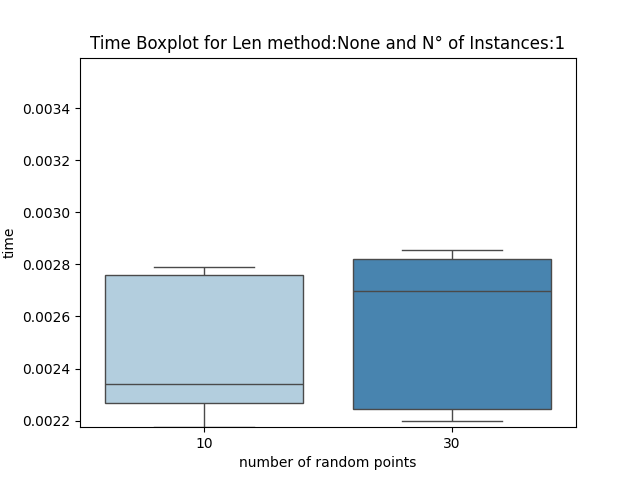 Time Boxplot for Len method:None and N° of Instances:1
0.0034
0.0032
0.0030
0.0028
0.0026
0.0024
0.0022
time
10 30
number of random points